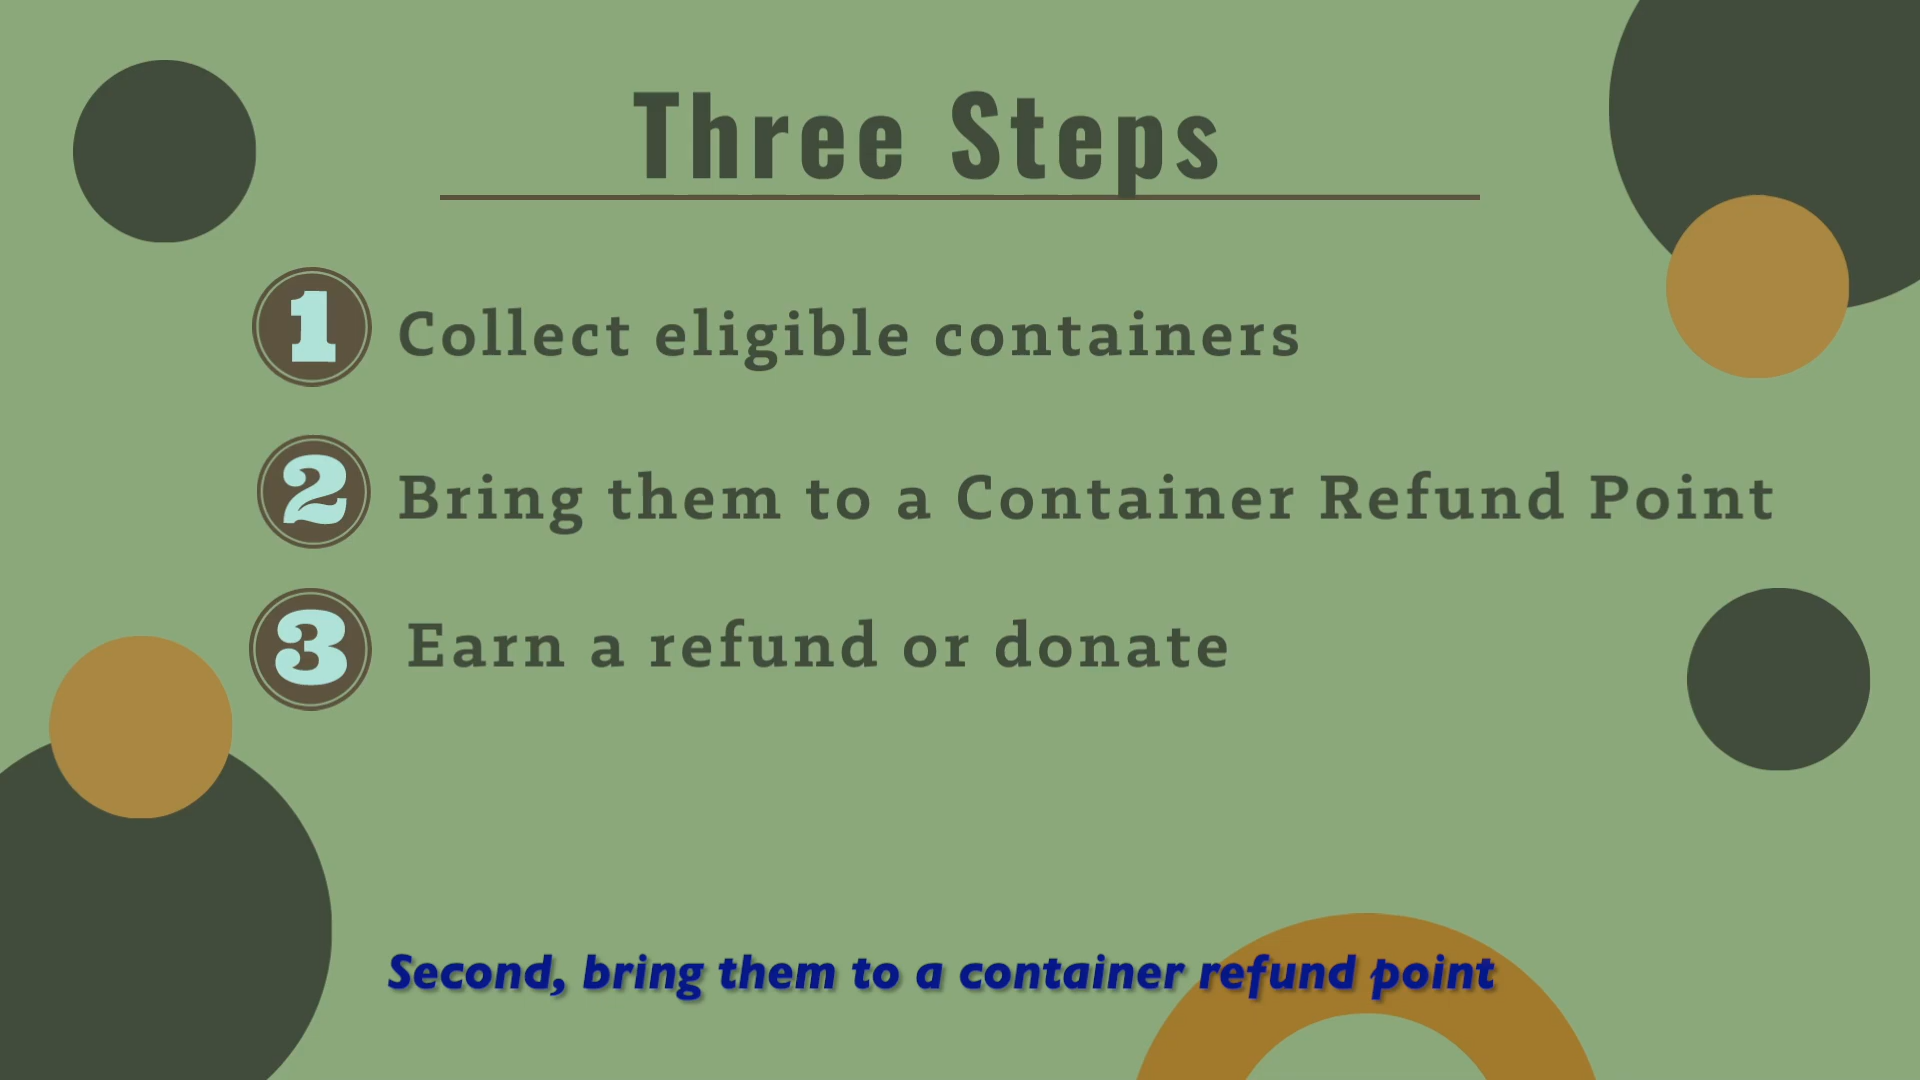 Three Steps
1 Collect eligible containers
2 Bring them to a Container Refund Point
3 Earn a refund or donate
Second, bring them to a container refund point